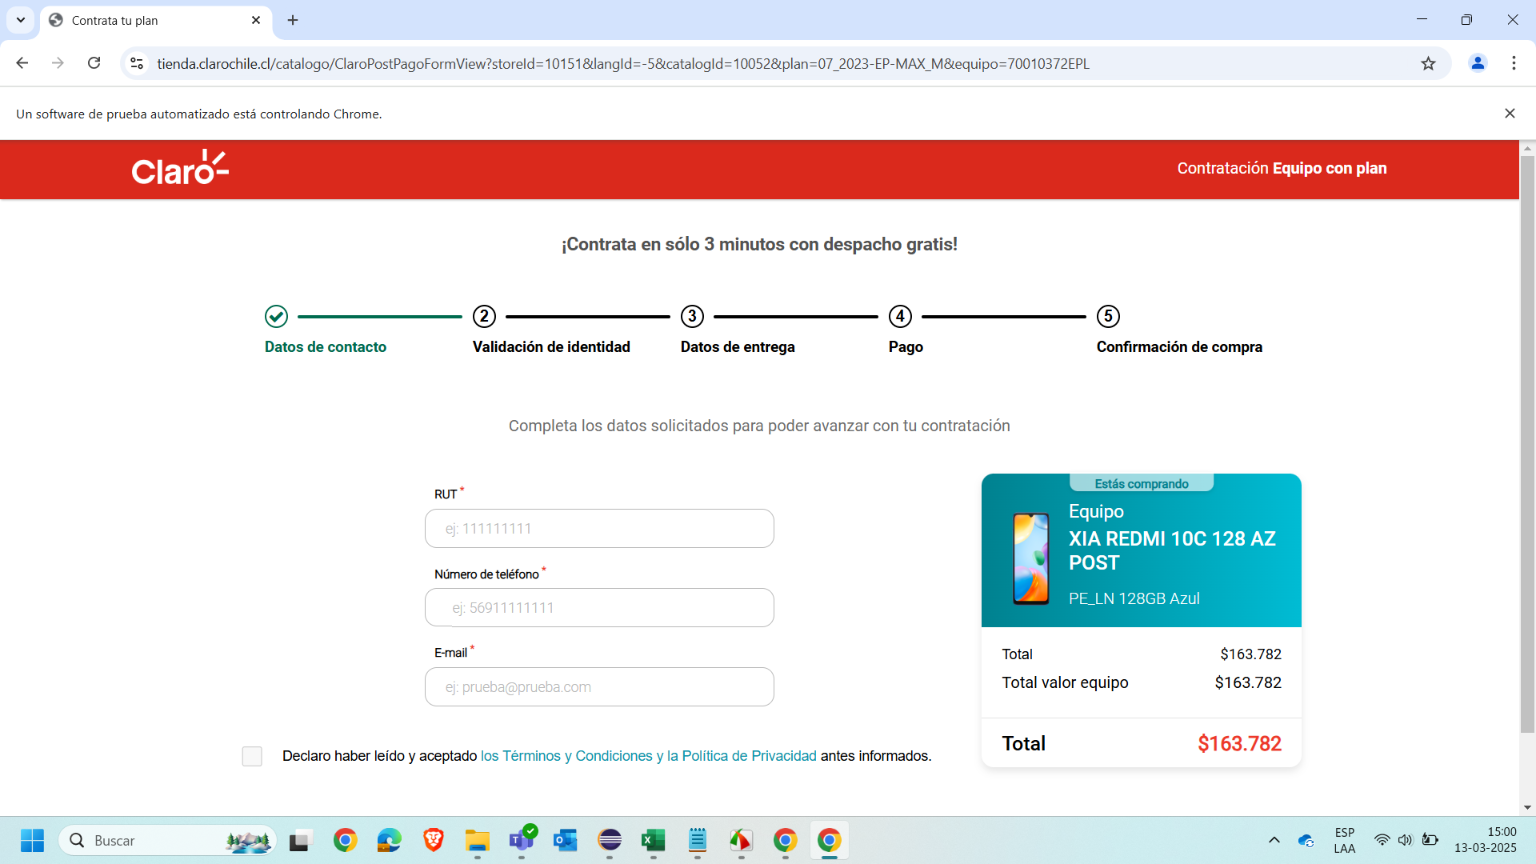 Contrata tu plan
tienda.clarochile.cl/catalogo/ClaroPostPagoFormView?storeId=10151&langId=-5&catalogId=10052&plan=07_2023-EP-MAX_M&equipo=70010372EPL
Un software de prueba automatizado está controlando Chrome.
Claro
Contratación Equipo con plan
¡Contrata en sólo 3 minutos con despacho gratis!
2 3 4 5
Datos de contacto Validación de identidad Datos de entrega Pago Confirmación de compra
Completa los datos solicitados para poder avanzar con tu contratación
RUT *
ej: 111111111
Número de teléfono *
ej: 56911111111
E-mail *
ej: prueba@prueba.com
Declaro haber leído y aceptado los Términos y Condiciones y la Política de Privacidad antes informados.
Estás comprando
Equipo
XIA REDMI 10C 128 AZ
POST
PE_LN 128GB Azul
Total $163.782
Total valor equipo $163.782
Total $163.782
Buscar
ESP
LAA
15:00
13-03-2025